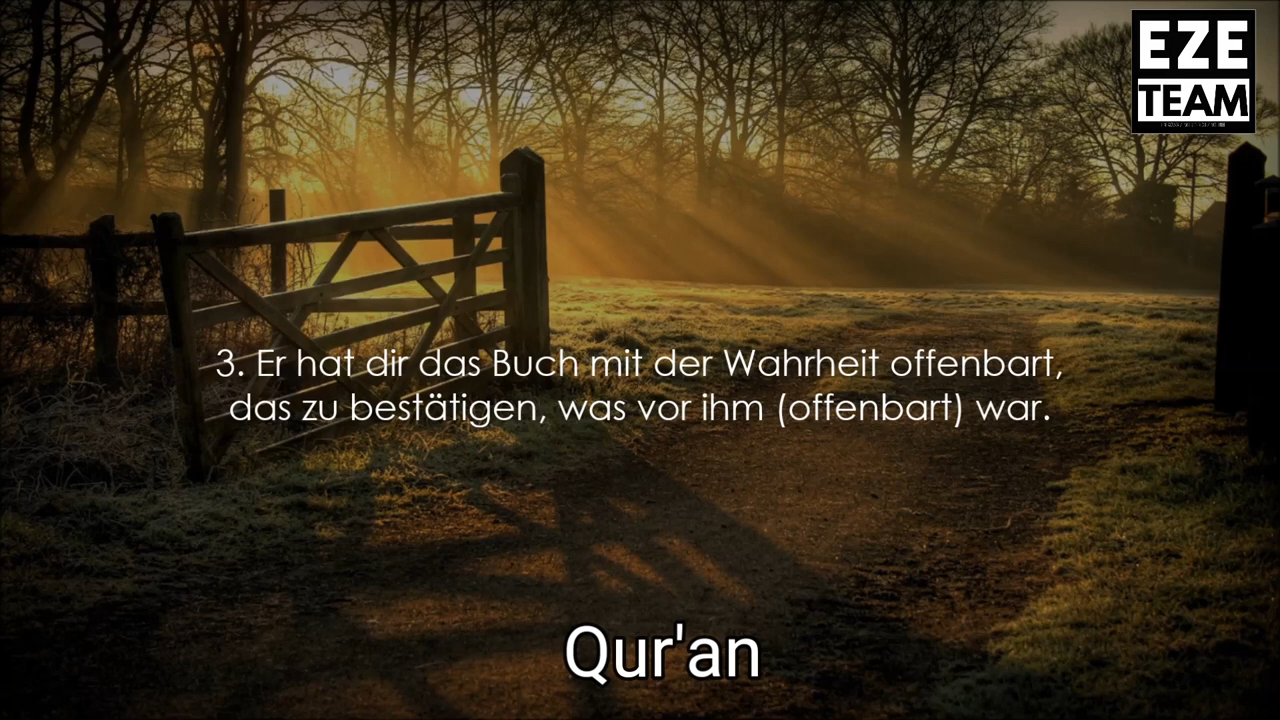 EZE
TEAM
3. Er hat dir das Buch mit der Wahrheit offenbart,
das zu bestätigen, was vor ihm (offenbart) war.
Qur'an